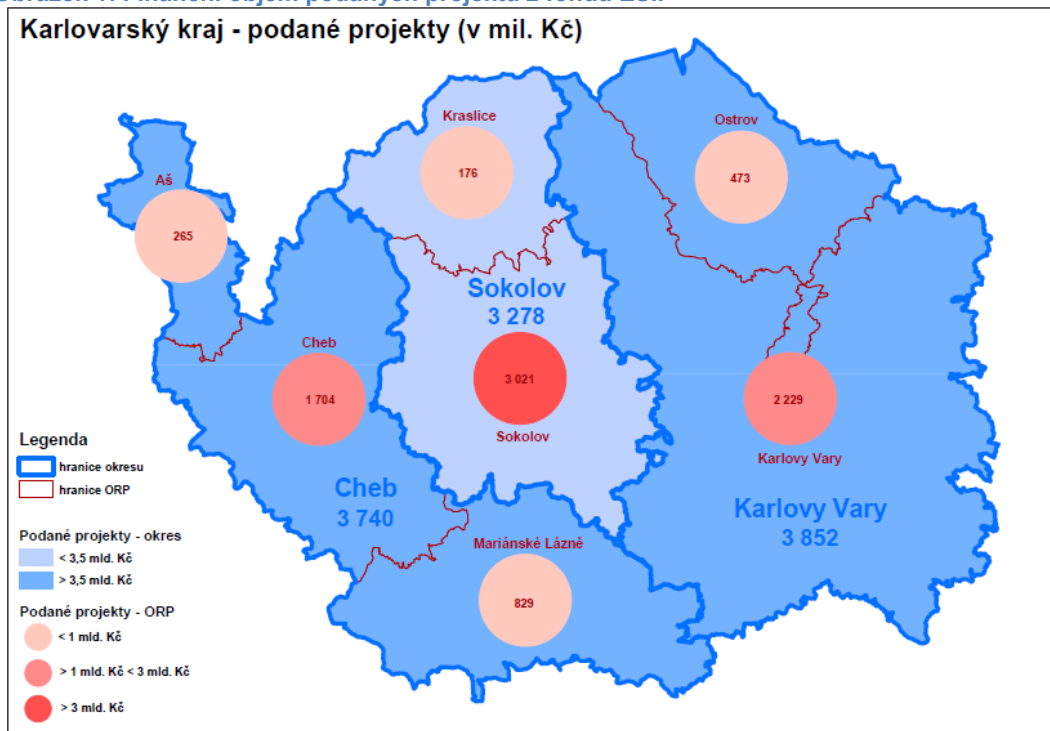 Karlovarský kraj - podané projekty (v mil. Kč)
Kraslice
176
Ostrov
473
Aš
265
Sokolov
3 278
Cheb
1 704
3 021
Sokolov
2 229
Karlovy Vary
Cheb
3 740
Karlovy Vary
3 852
Mariánské Lázně
829
Legenda
hranice okresu
hranice ORP
Podané projekty - okres
< 3,5 mld. Kč
> 3,5 mld. Kč
Podané projekty - ORP
< 1 mld. Kč
> 1 mld. Kč < 3 mld. Kč
> 3 mld. Kč